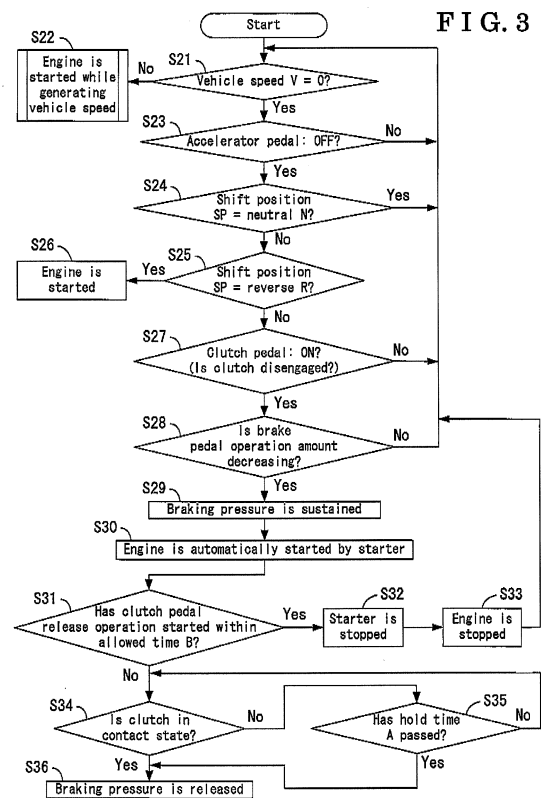 Start
F I G. 3
S22
Engine is
started while
generating
vehicle speed
No
S21
Vehicle speed V = 0?
Yes
S23
Accelerator pedal: OFF?
No
Yes
S24
Shift position
SP = neutral N?
Yes
No
S26
Engine is
started
Yes
S25
Shift position
SP = reverse R?
No
S27
Clutch pedal: ON?
(Is clutch disengaged?)
No
Yes
S28
Is brake
pedal operation amount
decreasing?
No
Yes
S29
Braking pressure is sustained
S30
Engine is automatically started by starter
S31
Has clutch pedal
release operation started within
allowed time B?
Yes
S32
Starter is
stopped
S33
Engine is
stopped
No
S34
Is clutch in
contact state?
No
S35
Has hold time
A passed?
No
Yes
Yes
S36
Braking pressure is released